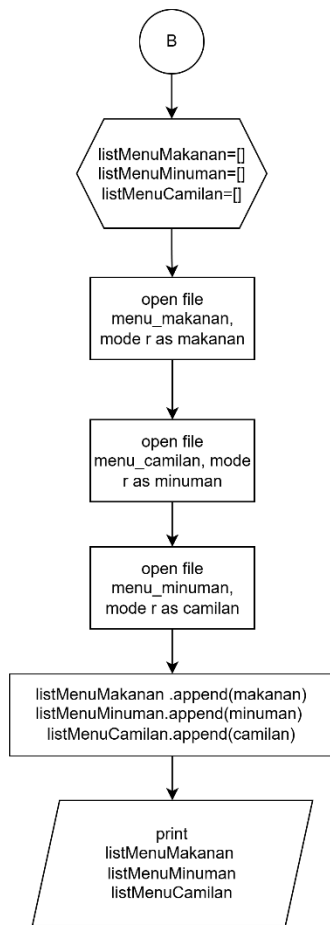 B
listMenuMakanan=[]
listMenuMinuman=[]
listMenuCamilan=[]
open file
menu_makanan,
mode r as makanan
open file
menu_camilan, mode
r as minuman
open file
menu_minuman,
mode r as camilan
listMenuMakanan .append(makanan)
listMenuMinuman.append(minuman)
listMenuCamilan.append(camilan)
print
listMenuMakanan
listMenuMinuman
listMenuCamilan